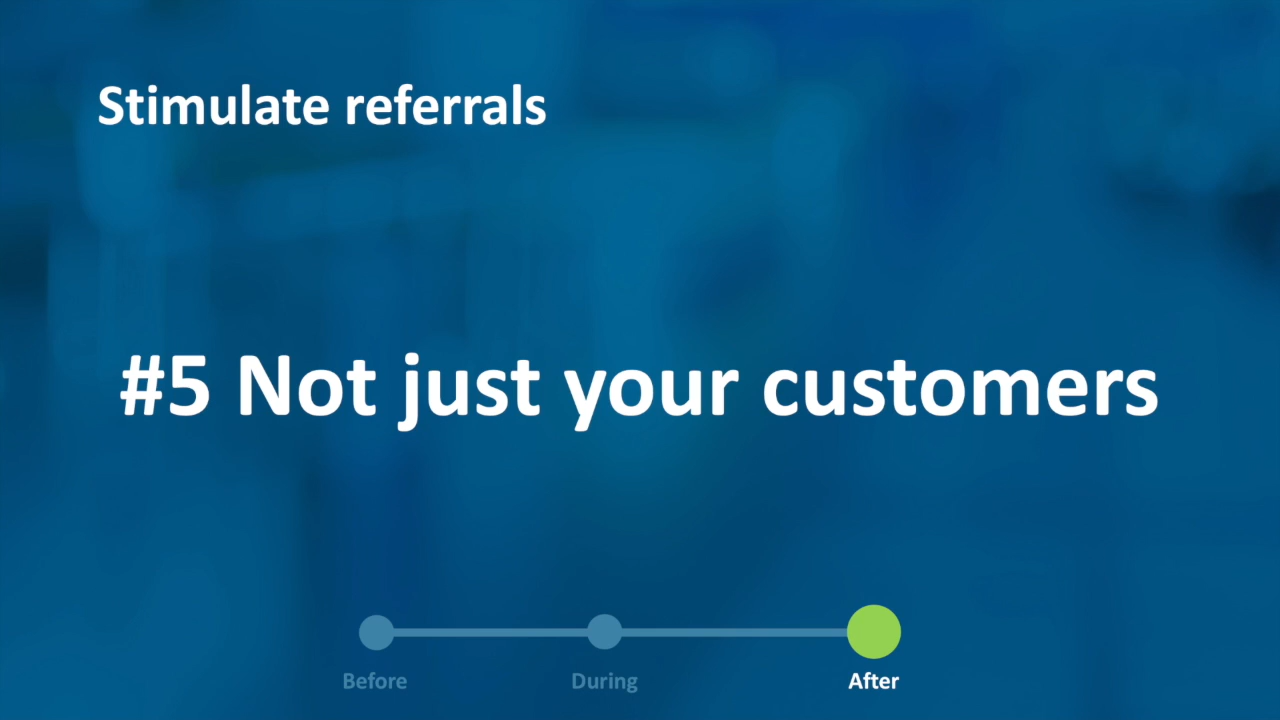 Stimulate referrals
#5 Not just your customers
Before
During
After